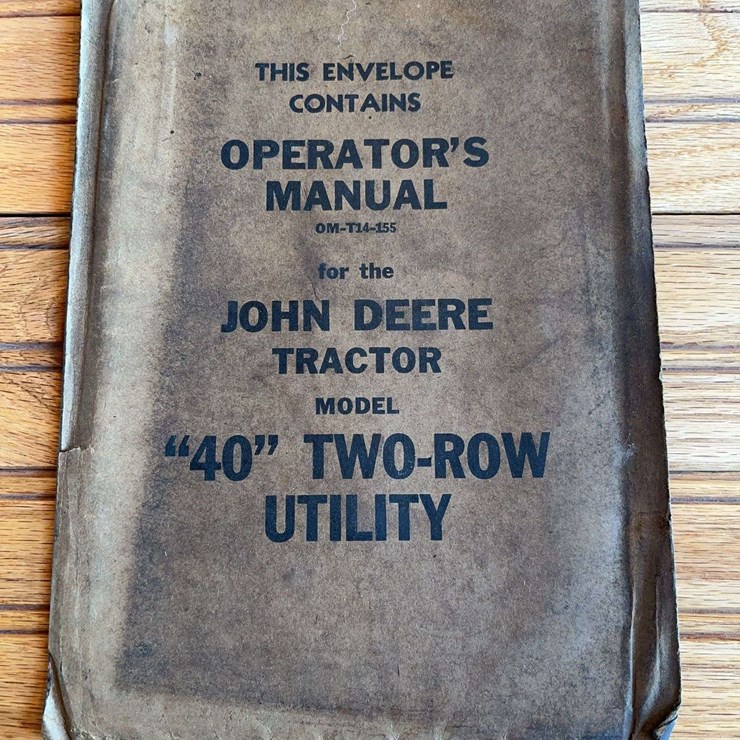 THIS ENVELOPE
CONTAINS
OPERATOR'S
MANUAL
OM-T14-155
for the
JOHN DEERE
TRACTOR
MODEL
“40” TWO-ROW
UTILITY